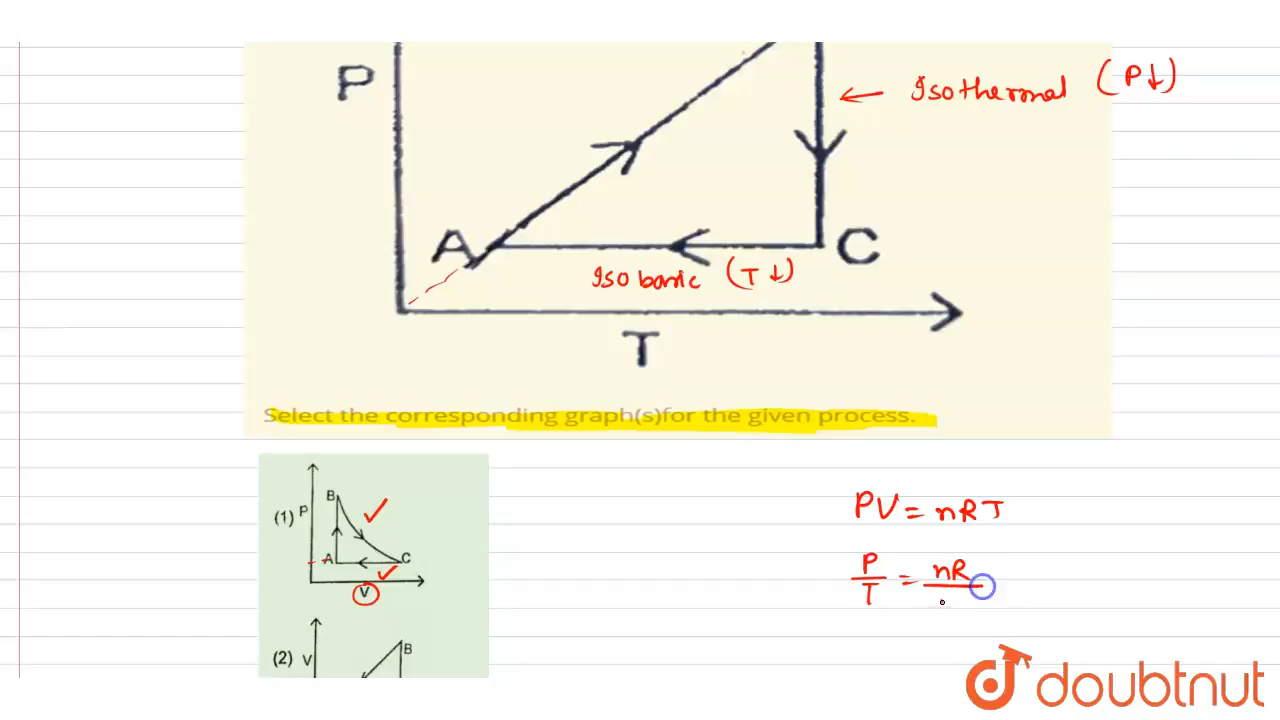 P
Isothermal (P↓)
A
C
Isobaric (T↓)
T
Select the corresponding graph(s)for the given process.
(1) P
B
A
C
V
PV = nRT
P/T = nR
(2) V
B
doubtnut